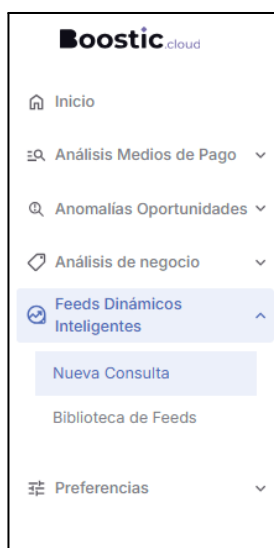 Boostic.cloud
Inicio
Análisis Medios de Pago
Anomalías Oportunidades
Análisis de negocio
Feeds Dinámicos
Inteligentes
Nueva Consulta
Biblioteca de Feeds
Preferencias